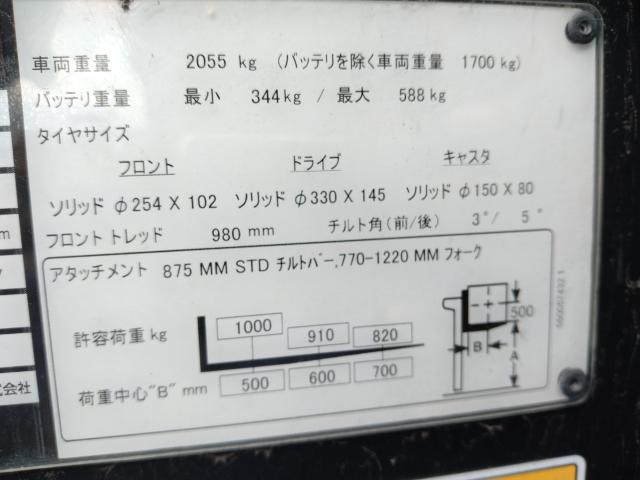 車両重量 2055 kg (バッテリを除く車両重量 1700 kg)
バッテリ重量 最小 344kg / 最大 588 kg
タイヤサイズ
フロント ドライブ キャスタ
ソリッド φ254 X 102 ソリッド φ330 X 145 ソリッド φ150 X 80
フロント トレッド 980 mm チルト角(前/後) 3°/ 5°
アタッチメント 875 MM STD チルトバー,770-1220 MM フォーク
許容荷重 kg 1000 910 820
荷重中心"B" mm 500 600 700
500
B
A
m
式会社